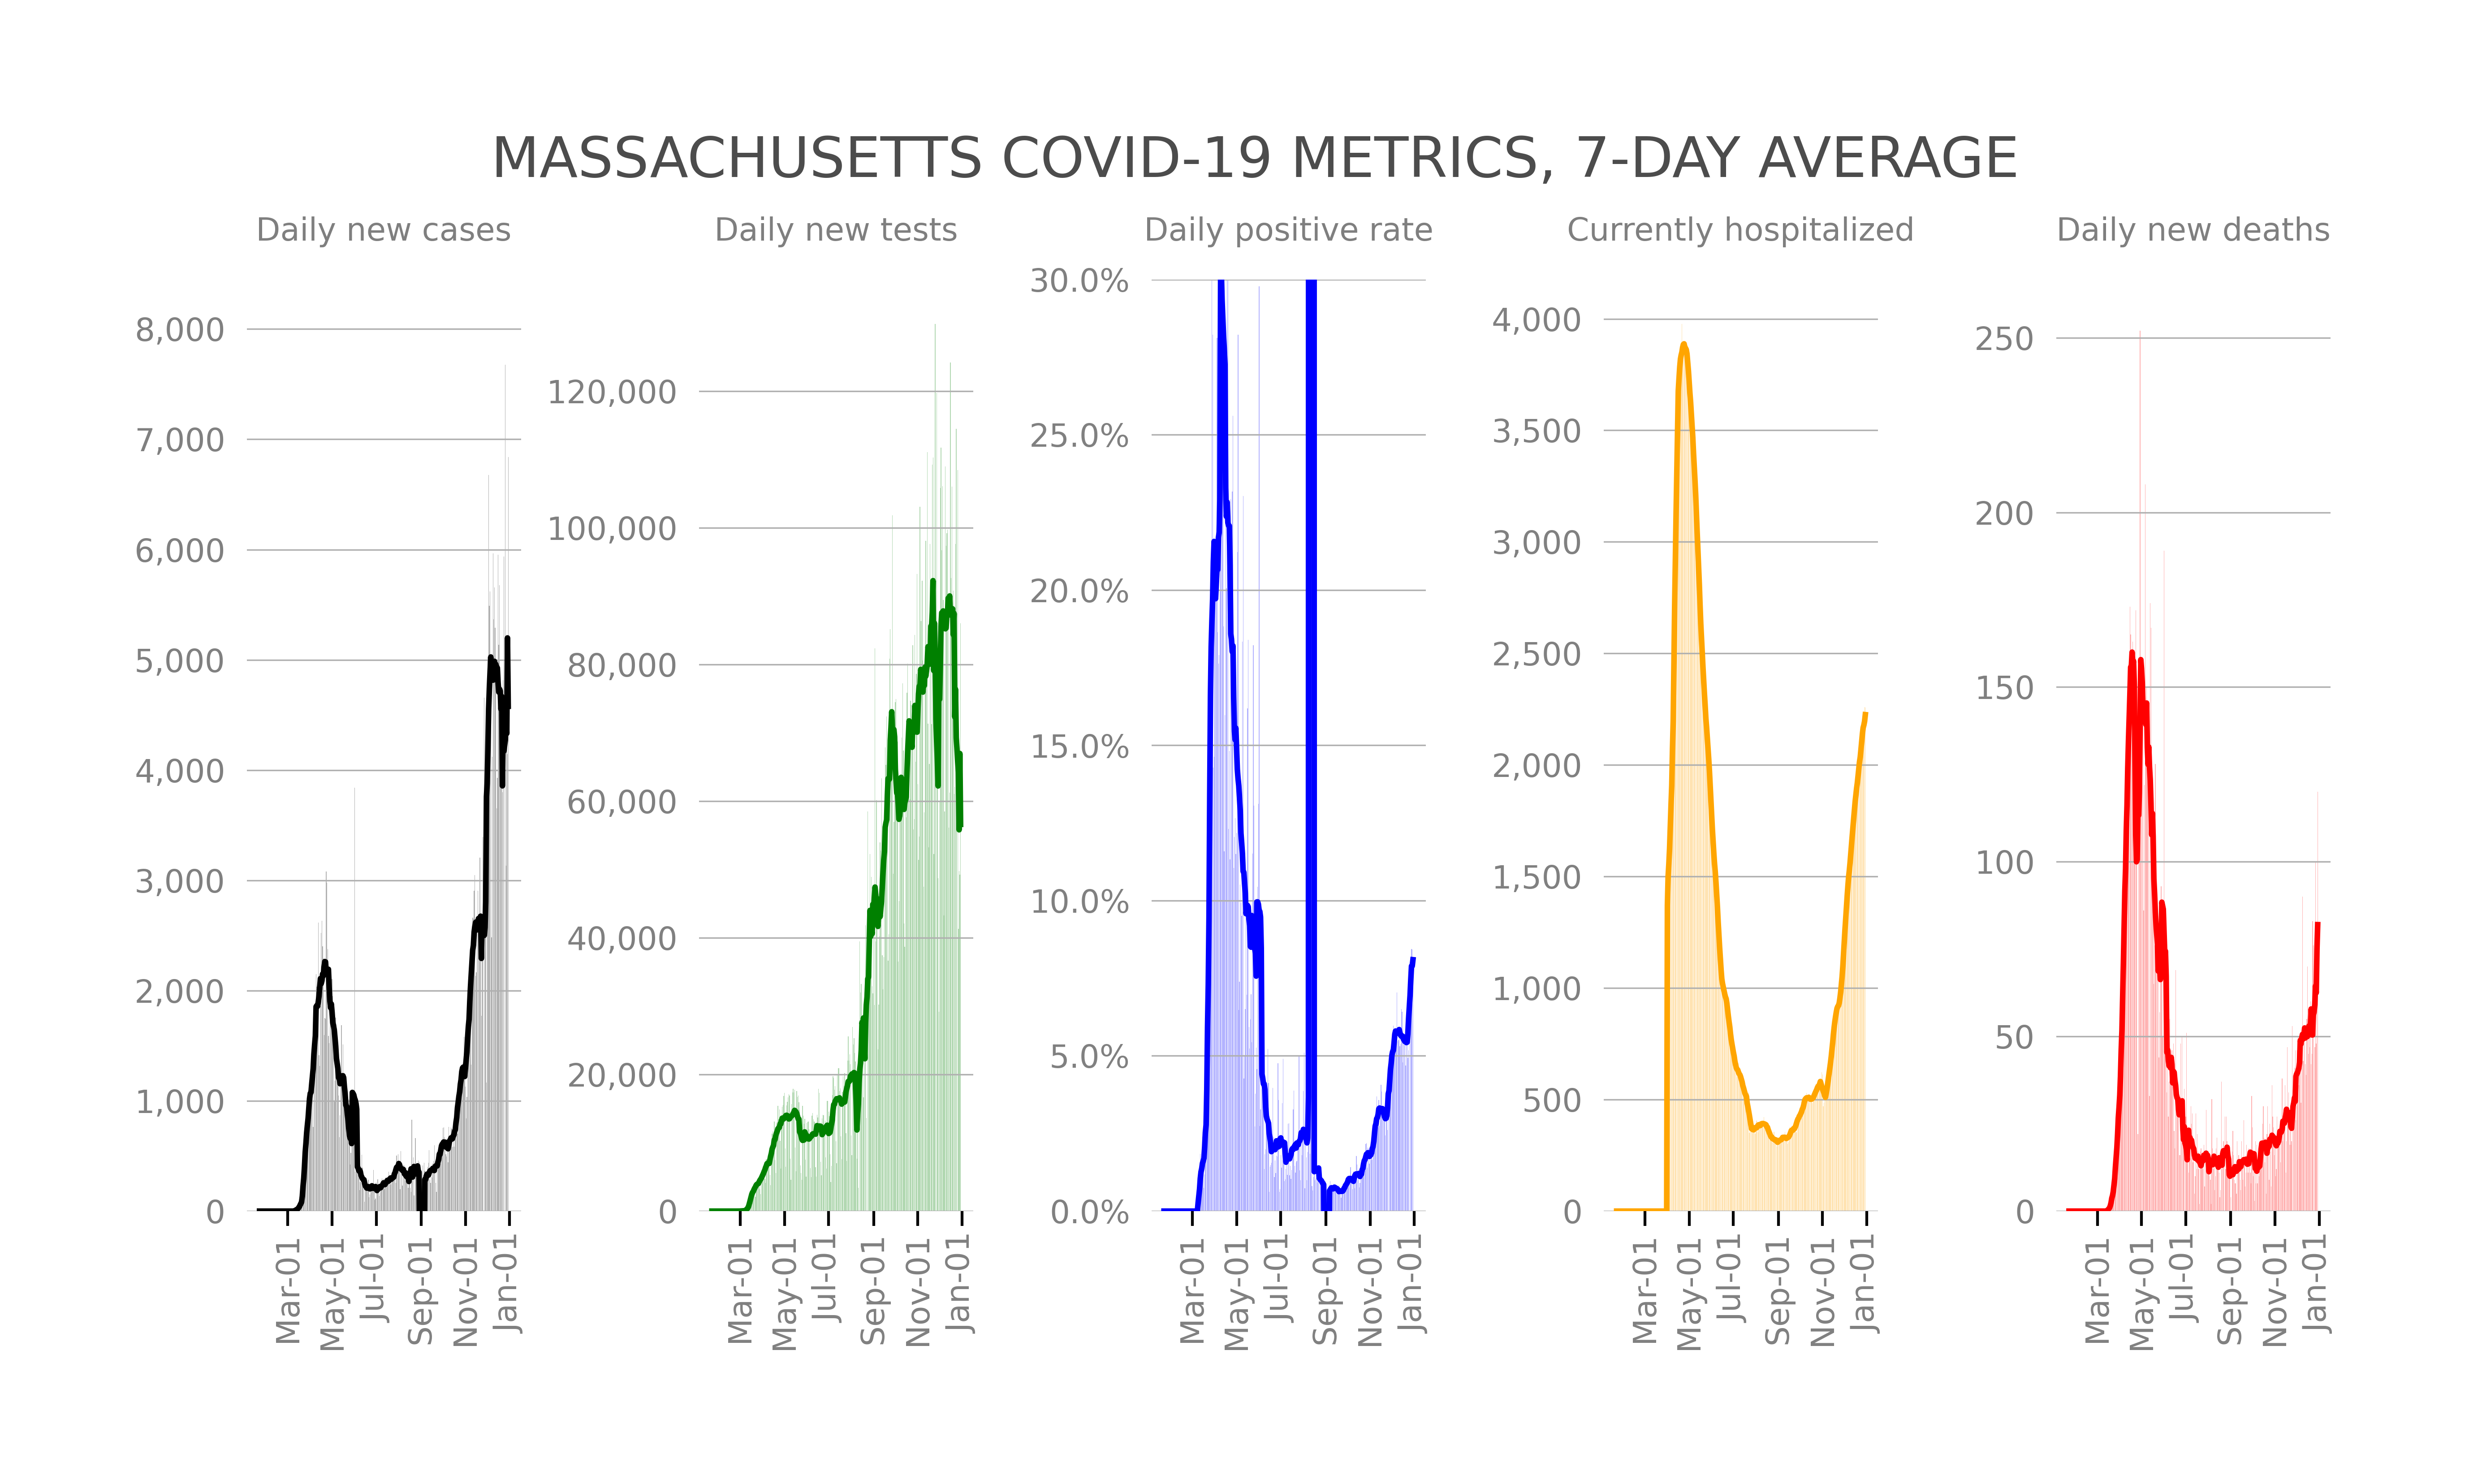 MASSACHUSETTS COVID-19 METRICS, 7-DAY AVERAGE
Daily new cases
8,000
7,000
6,000
5,000
4,000
3,000
2,000
1,000
0
Mar-01
May-01
Jul-01
Sep-01
Nov-01
Jan-01
Daily new tests
120,000
100,000
80,000
60,000
40,000
20,000
0
Mar-01
May-01
Jul-01
Sep-01
Nov-01
Jan-01
Daily positive rate
30.0%
25.0%
20.0%
15.0%
10.0%
5.0%
0.0%
Mar-01
May-01
Jul-01
Sep-01
Nov-01
Jan-01
Currently hospitalized
4,000
3,500
3,000
2,500
2,000
1,500
1,000
500
0
Mar-01
May-01
Jul-01
Sep-01
Nov-01
Jan-01
Daily new deaths
250
200
150
100
50
0
Mar-01
May-01
Jul-01
Sep-01
Nov-01
Jan-01